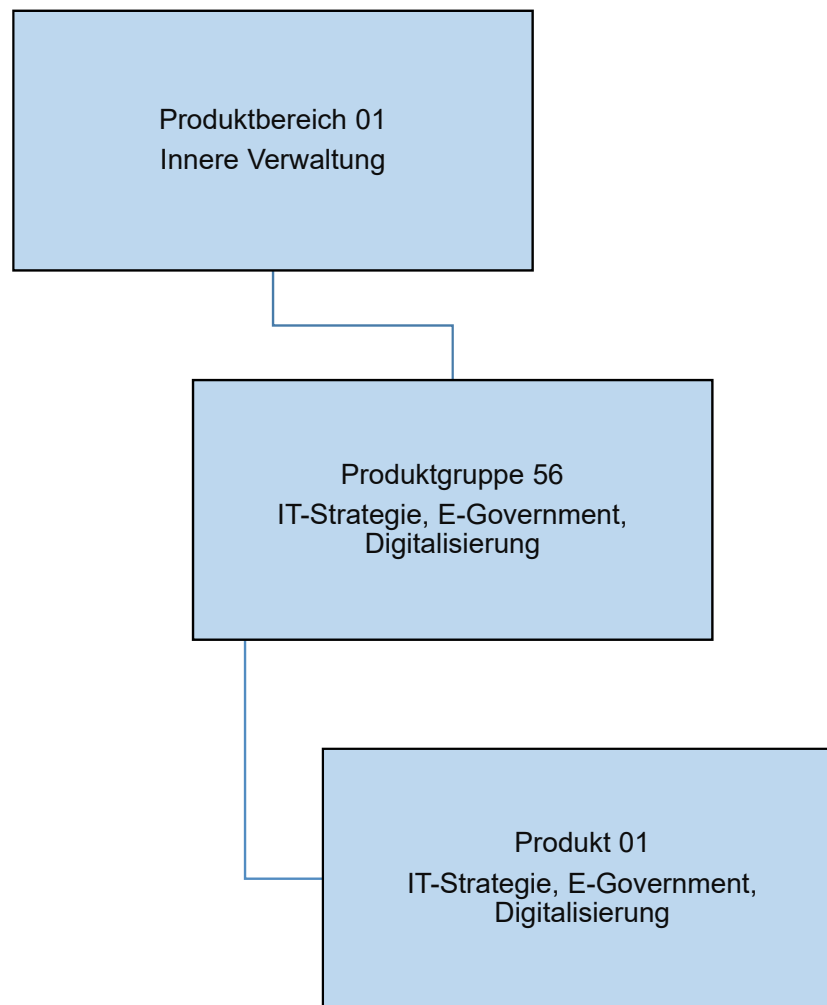 Produktbereich 01
Innere Verwaltung
Produktgruppe 56
IT-Strategie, E-Government,
Digitalisierung
Produkt 01
IT-Strategie, E-Government,
Digitalisierung